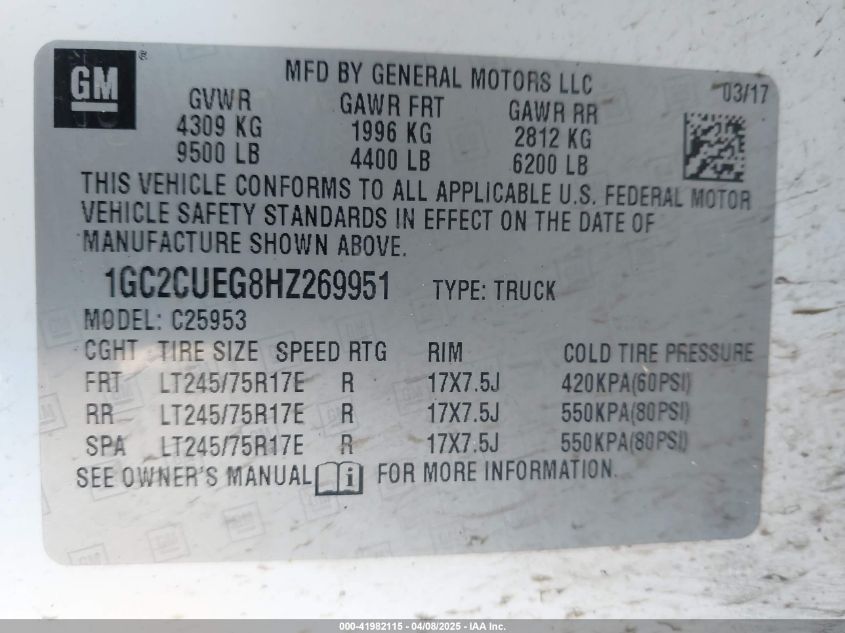 GM®
MFD BY GENERAL MOTORS LLC
03/17
GVWR GAWR FRT GAWR RR
4309 KG 1996 KG 2812 KG
9500 LB 4400 LB 6200 LB
THIS VEHICLE CONFORMS TO ALL APPLICABLE U.S. FEDERAL MOTOR
VEHICLE SAFETY STANDARDS IN EFFECT ON THE DATE OF
MANUFACTURE SHOWN ABOVE.
1GC2CUEG8HZ269951 TYPE: TRUCK
MODEL: C25953
CGHT TIRE SIZE SPEED RTG RIM COLD TIRE PRESSURE
FRT LT245/75R17E R 17X7.5J 420KPA(60PSI)
RR LT245/75R17E R 17X7.5J 550KPA(80PSI)
SPA LT245/75R17E R 17X7.5J 550KPA(80PSI)
SEE OWNER'S MANUAL i FOR MORE INFORMATION.
000-41982115 - 04/08/2025 - IAA Inc.